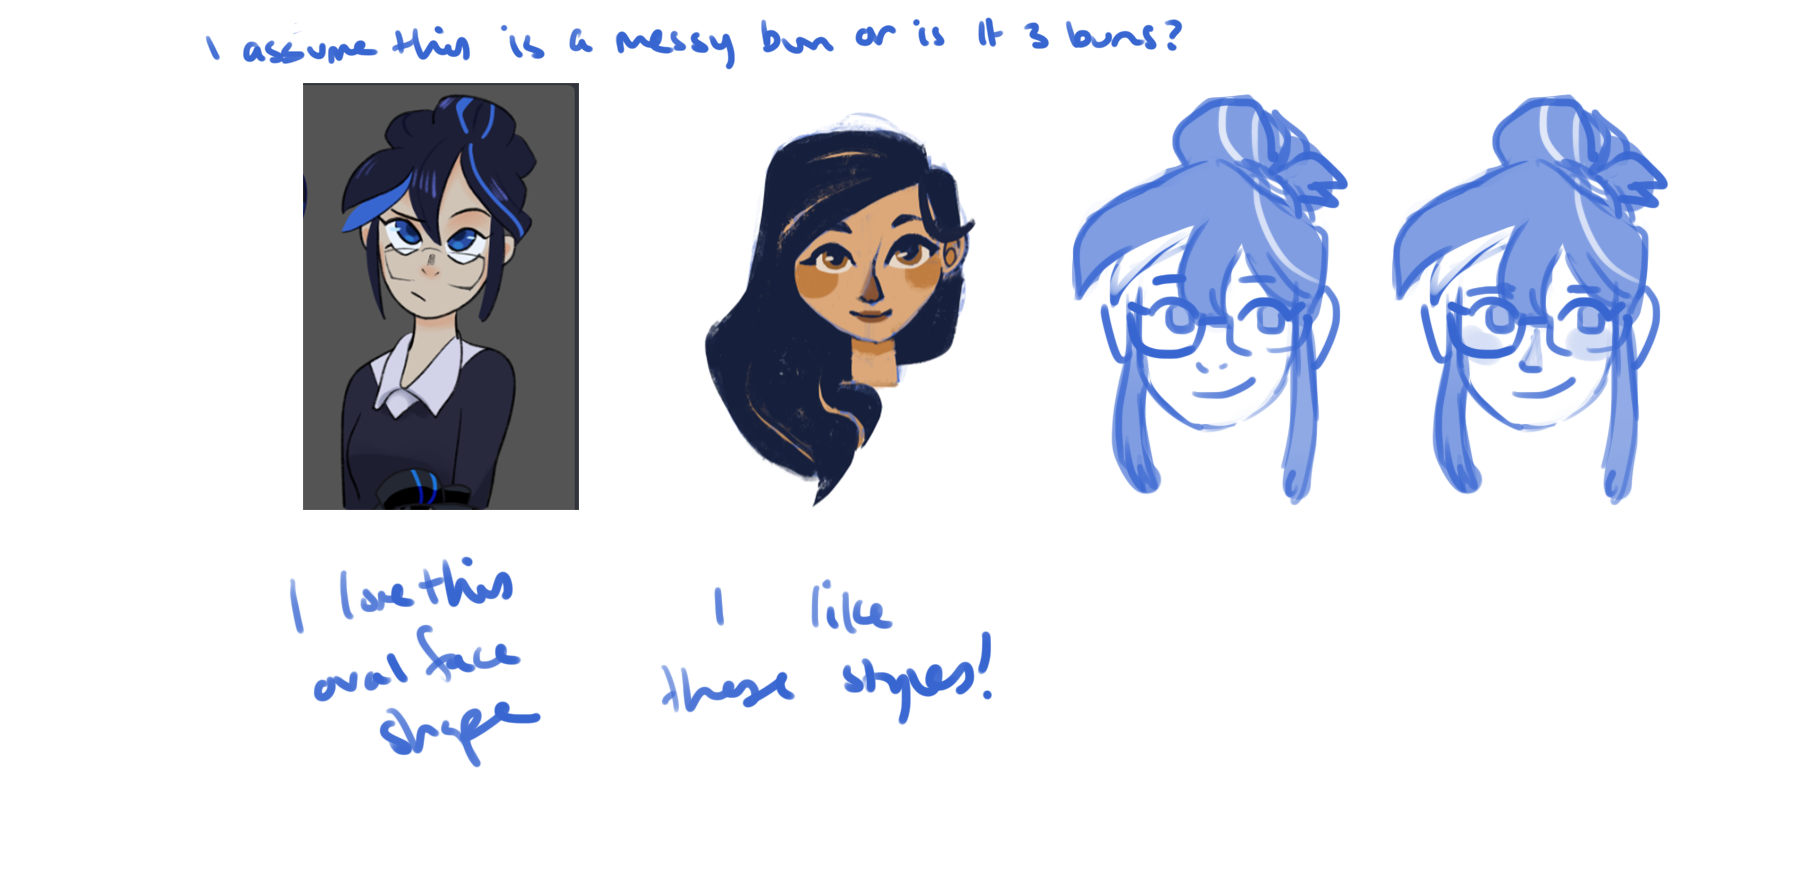 I assume this is a messy bun or is it 3 buns?
I love this
oval face
shape
I like
these styles!